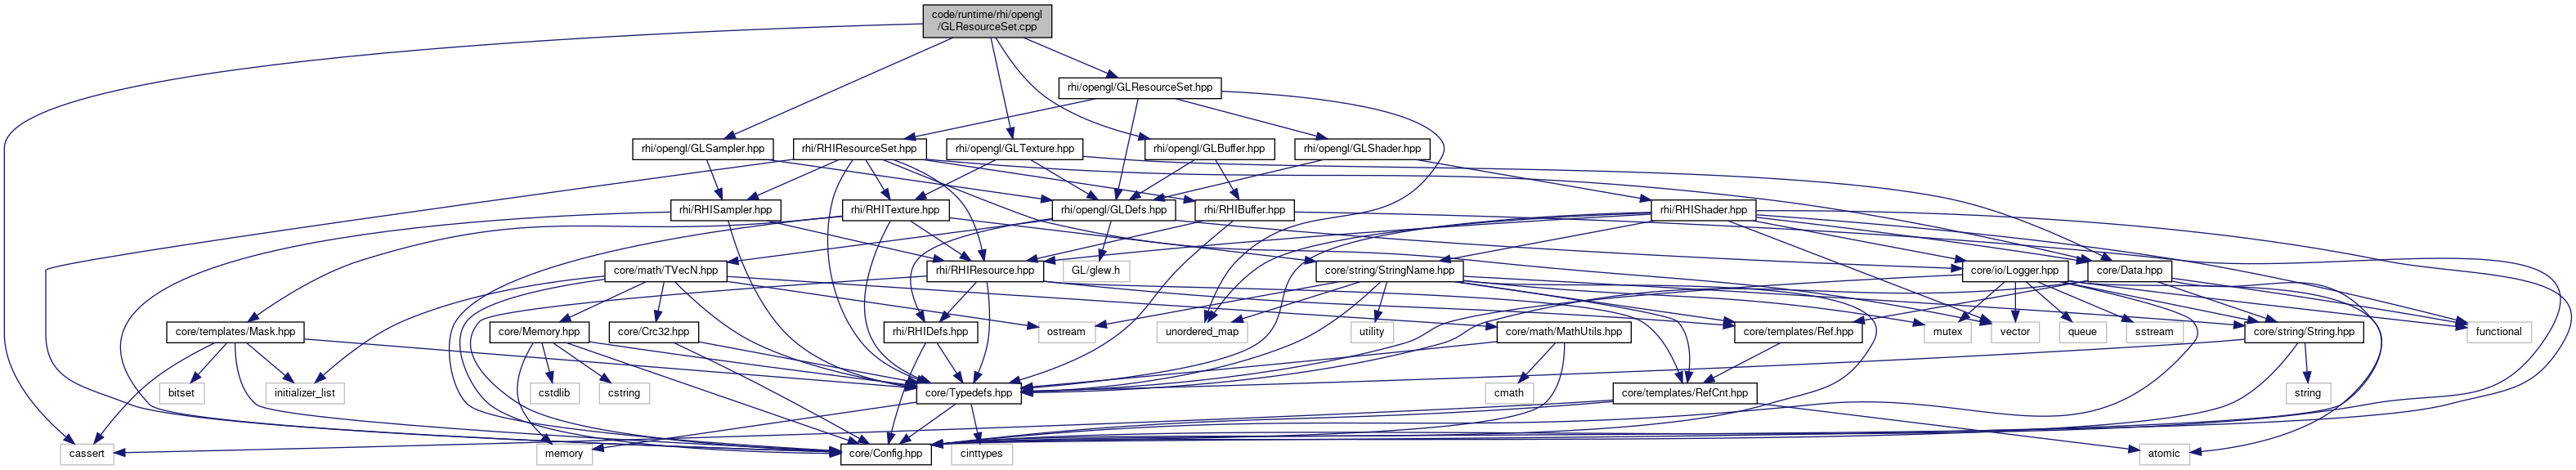 code/runtime/rhi/opengl
/GLResourceSet.cpp
rhi/opengl/GLResourceSet.hpp
rhi/opengl/GLSampler.hpp
rhi/RHIResourceSet.hpp
rhi/opengl/GLTexture.hpp
rhi/opengl/GLBuffer.hpp
rhi/opengl/GLShader.hpp
rhi/RHISampler.hpp
rhi/RHITexture.hpp
rhi/opengl/GLDefs.hpp
rhi/RHIBuffer.hpp
rhi/RHIShader.hpp
core/math/TVecN.hpp
rhi/RHIResource.hpp
GL/glew.h
core/string/StringName.hpp
core/io/Logger.hpp
core/Data.hpp
core/templates/Mask.hpp
core/Memory.hpp
core/Crc32.hpp
rhi/RHIDefs.hpp
ostream
unordered_map
utility
core/math/MathUtils.hpp
core/templates/Ref.hpp
mutex
vector
queue
sstream
core/string/String.hpp
functional
bitset
initializer_list
cstdlib
cstring
core/Typedefs.hpp
cmath
core/templates/RefCnt.hpp
string
cassert
memory
core/Config.hpp
cinttypes
atomic